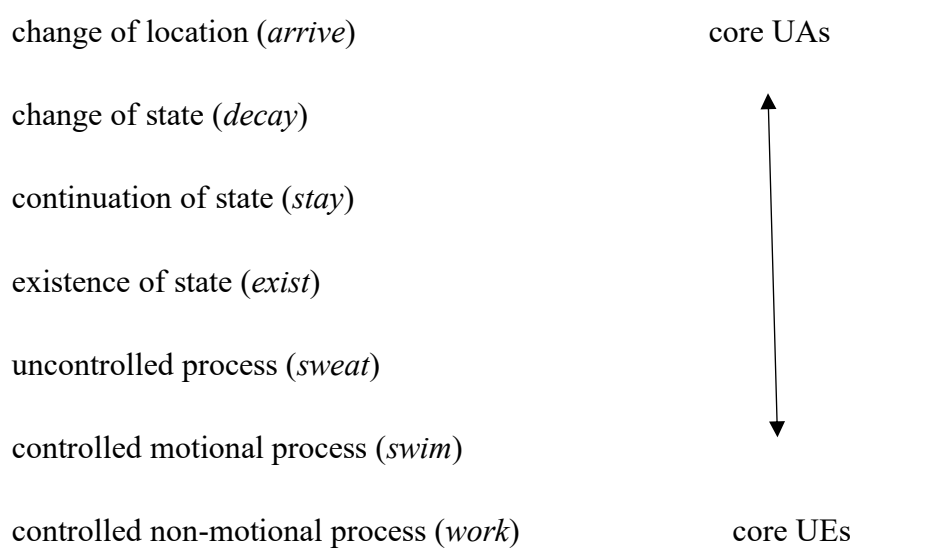 change of location (arrive) core UAs
change of state (decay)
continuation of state (stay)
existence of state (exist)
uncontrolled process (sweat)
controlled motional process (swim)
controlled non-motional process (work) core UEs